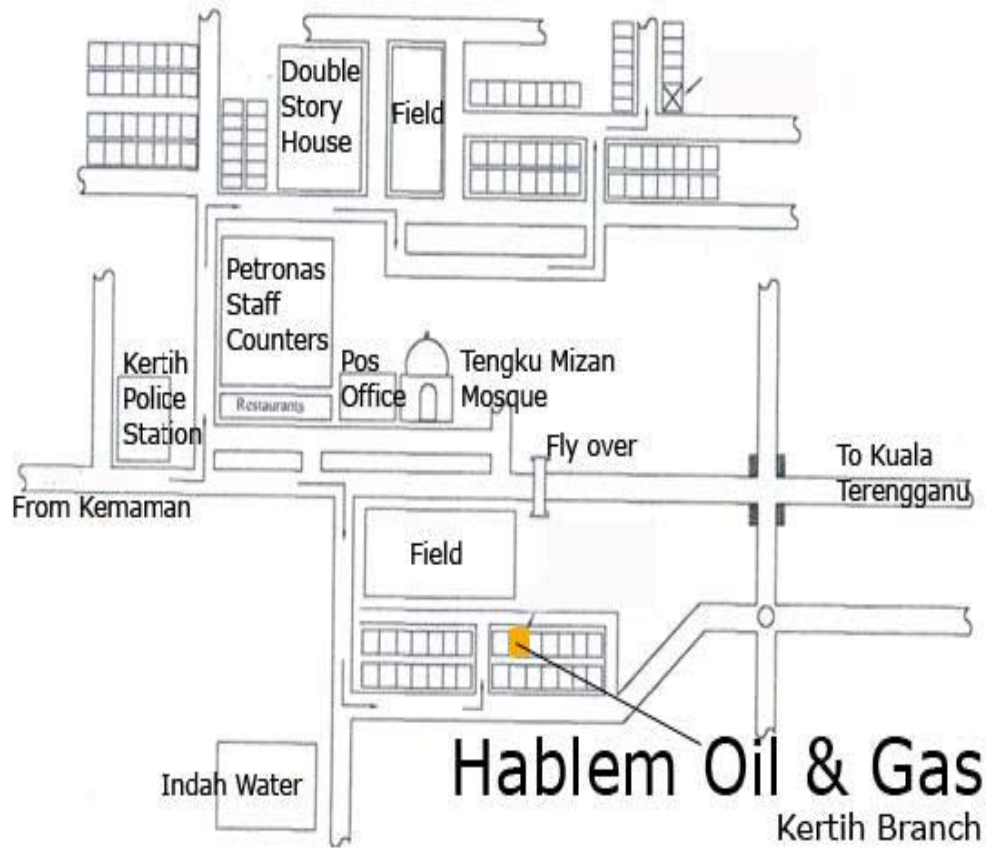 Double
Story
House
Field
Petronas
Staff
Counters
Kertih
Police
Station
Restaurants
Pos
Office
Tengku Mizan
Mosque
Fly over
To Kuala
Terengganu
From Kemaman
Field
Indah Water
Hablem Oil & Gas
Kertih Branch